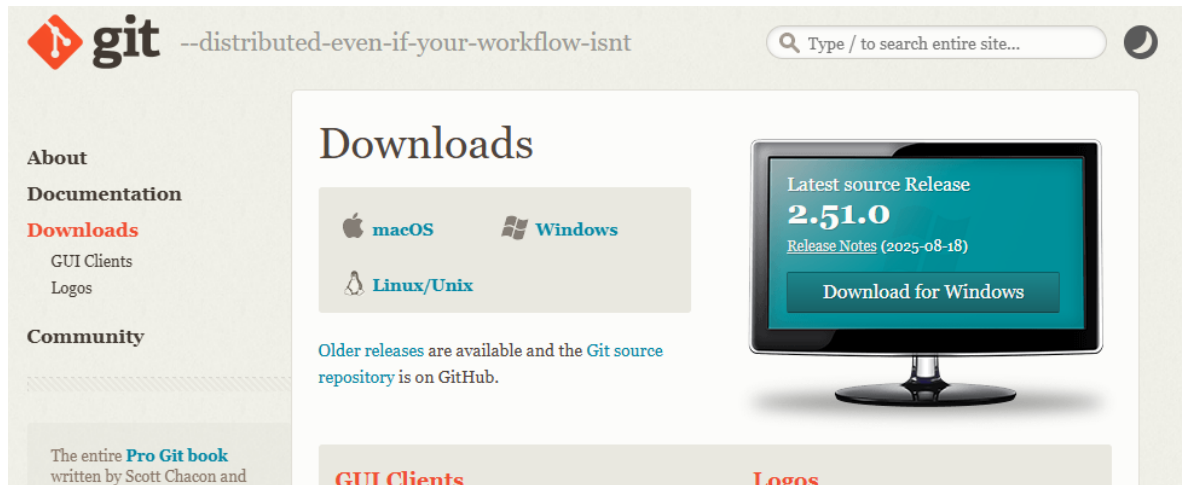 git --distributed-even-if-your-workflow-isnt
Type / to search entire site...
About
Documentation
Downloads
GUI Clients
Logos
Community
The entire Pro Git book
written by Scott Chacon and
Downloads
macOS
Windows
Linux/Unix
Older releases are available and the Git source
repository is on GitHub.
Latest source Release
2.51.0
Release Notes (2025-08-18)
Download for Windows
GUI Clients
Logos